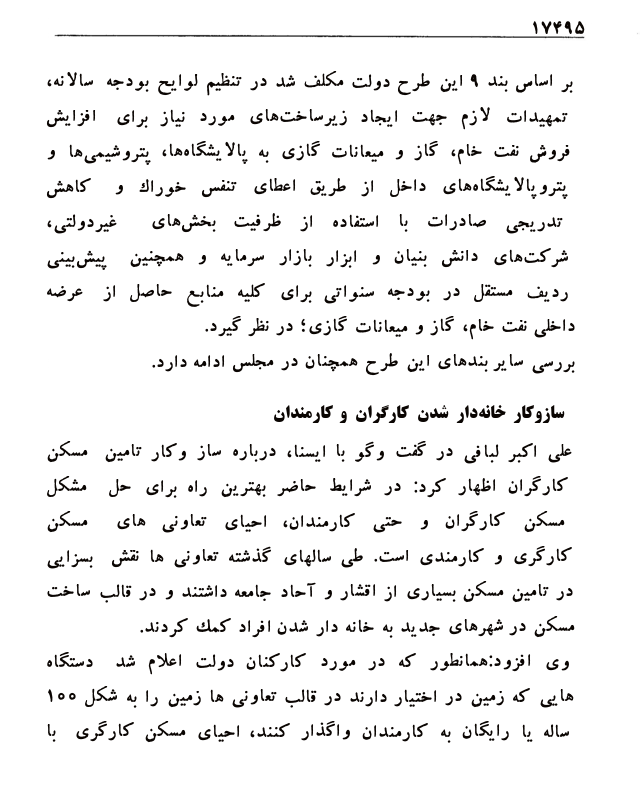 ۱۷۴۹۵
بر اساس بند ۹ این طرح دولت مکلف شد در تنظیم لوایح بودجه سالانه،
تمهیدات لازم جهت ایجاد زیرساخت‌های مورد نیاز برای افزایش
فروش نفت خام، گاز و میعانات گازی به پالایشگاه‌ها، پتروشیمی‌ها و
پتروپالایشگاه‌های داخل از طریق اعطای تنفس خوراک و کاهش
تدریجی صادرات با استفاده از ظرفیت بخش‌های غیردولتی،
شرکت‌های دانش بنیان و ابزار بازار سرمایه و همچنین پیش‌بینی
ردیف مستقل در بودجه سنواتی برای کلیه منابع حاصل از عرضه
داخلی نفت خام، گاز و میعانات گازی؛ در نظر گیرد.
بررسی سایر بندهای این طرح همچنان در مجلس ادامه دارد.
سازوکار خانه‌دار شدن کارگران و کارمندان
علی اکبر لبافی در گفت وگو با ایسنا، درباره ساز وکار تامین مسکن
کارگران اظهار کرد: در شرایط حاضر بهترین راه برای حل مشکل
مسکن کارگران و حتی کارمندان، احیای تعاونی های مسکن
کارگری و کارمندی است. طی سالهای گذشته تعاونی ها نقش بسزایی
در تامین مسکن بسیاری از اقشار و آحاد جامعه داشتند و در قالب ساخت
مسکن در شهرهای جدید به خانه دار شدن افراد کمک کردند.
وی افزود:همانطور که در مورد کارکنان دولت اعلام شد دستگاه
هایی که زمین در اختیار دارند در قالب تعاونی ها زمین را به شکل ۱۰۰
ساله یا رایگان به کارمندان واگذار کنند، احیای مسکن کارگری با